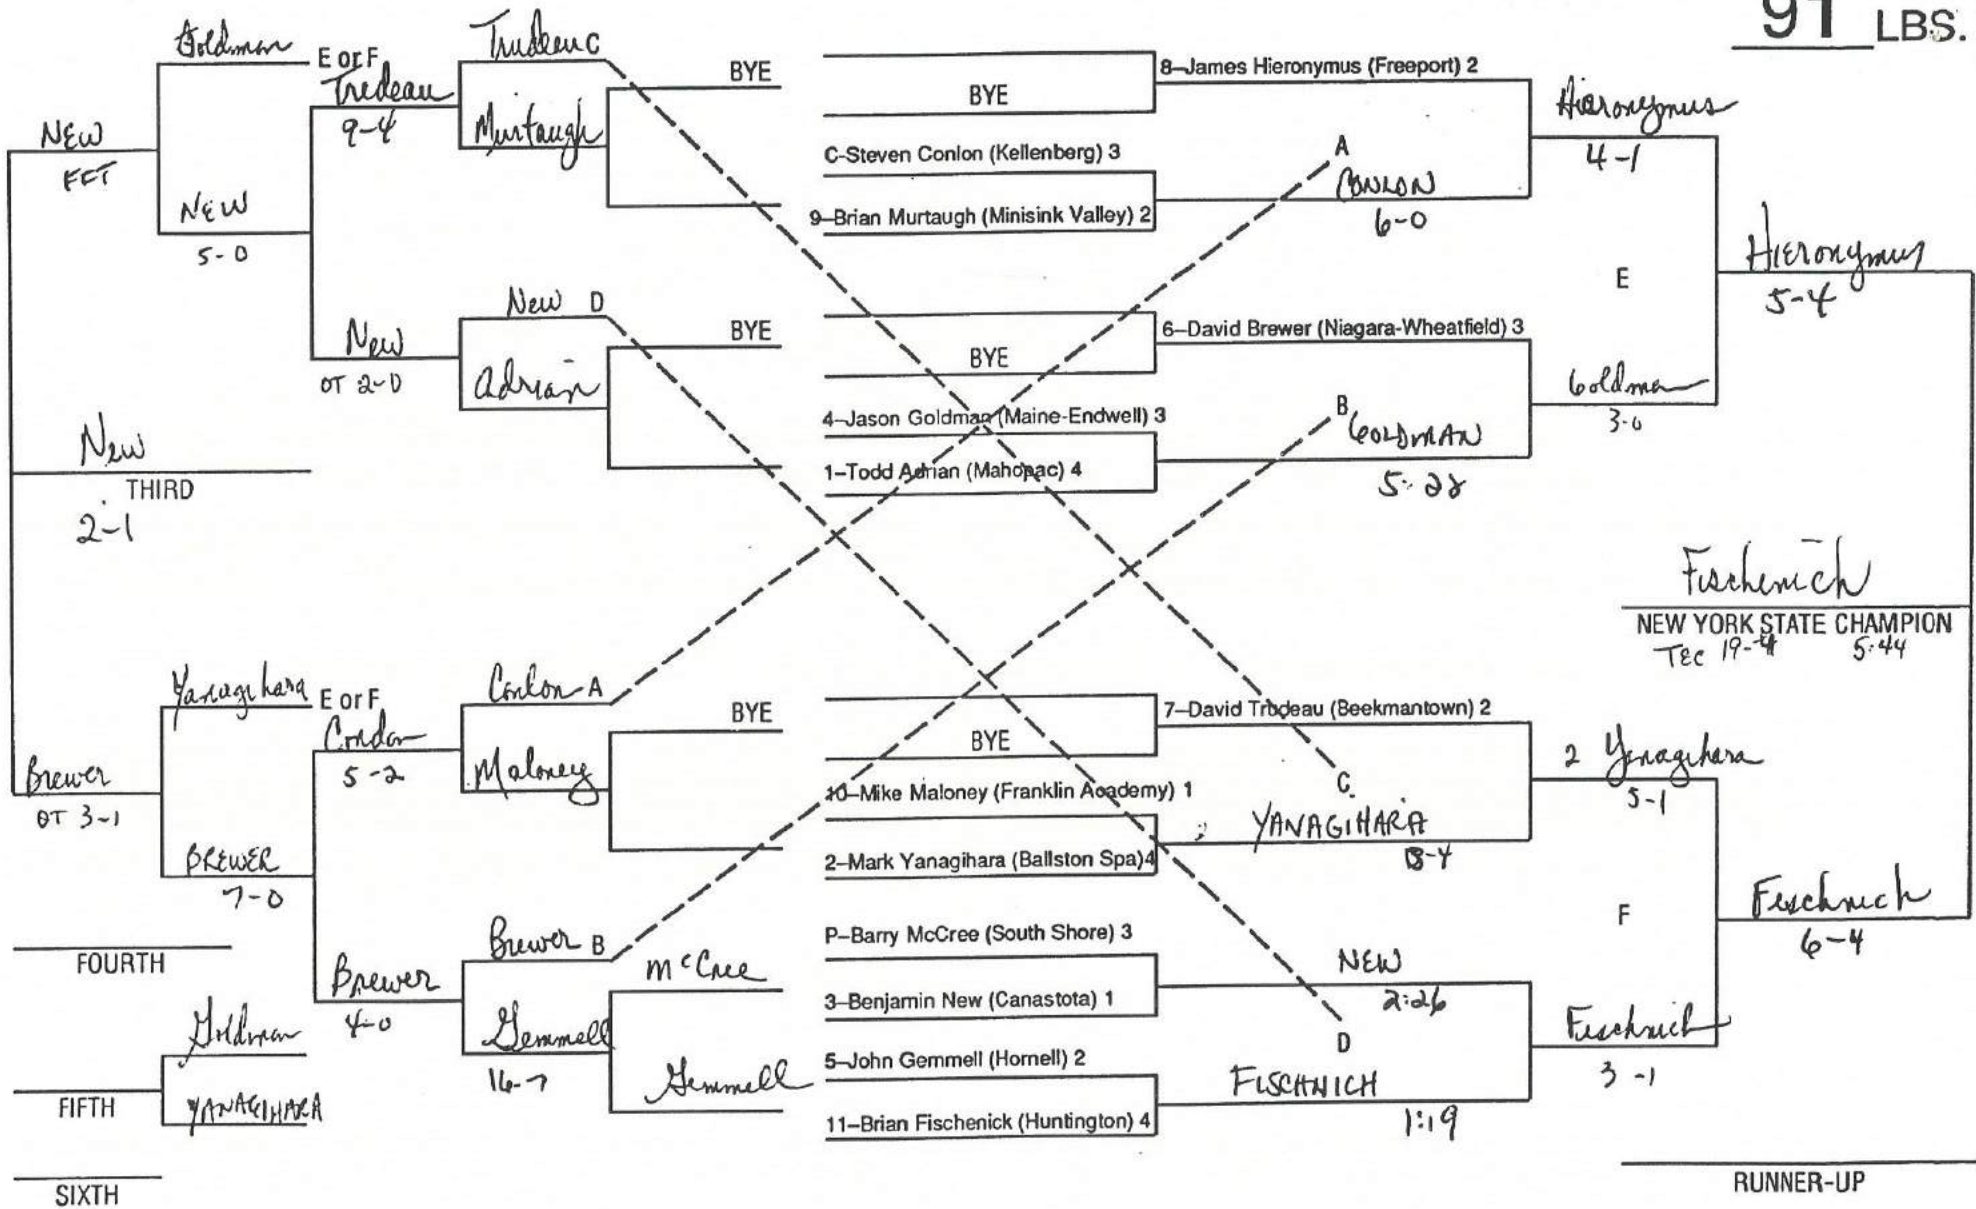 91 LBS.
Goldman
E or F
Trudeau C
BYE
BYE
8–James Hieronymus (Freeport) 2
Hieronymus
4-1
Tredeau
9-4
Murtaugh
NEW
FFT
C-Steven Conlon (Kellenberg) 3
A
CONLON
6-0
NEW
5-0
9–Brian Murtaugh (Minisink Valley) 2
E
Hieronymus
5-4
New D
BYE
BYE
6–David Brewer (Niagara-Wheatfield) 3
New
OT 2-0
Adrian
4–Jason Goldman (Maine-Endwell) 3
B
GOLDMAN
5:28
Goldman
3-0
1–Todd Adrian (Mahopac) 4
New
THIRD
2-1
Fischenich
NEW YORK STATE CHAMPION
Tec 19-4 5:44
Yanagihara
E or F
Conlon A
BYE
BYE
7–David Trudeau (Beekmantown) 2
Condon
5-2
Maloney
2 Yanagihara
5-1
Brewer
OT 3-1
10–Mike Maloney (Franklin Academy) 1
C
YANAGIHARA
2–Mark Yanagihara (Ballston Spa)4
BREWER
7-0
F
Feschnich
6-4
Brewer B
McCree
P–Barry McCree (South Shore) 3
NEW
2:26
FOURTH
Brewer
4-0
3–Benjamin New (Canastota) 1
Gemmell
16-7
Goldman
D
Feschnich
3-1
5–John Gemmell (Hornell) 2
Gemmell
FISCHNICH
1:19
FIFTH
YANAGIHARA
11–Brian Fischenick (Huntington) 4
SIXTH
RUNNER-UP